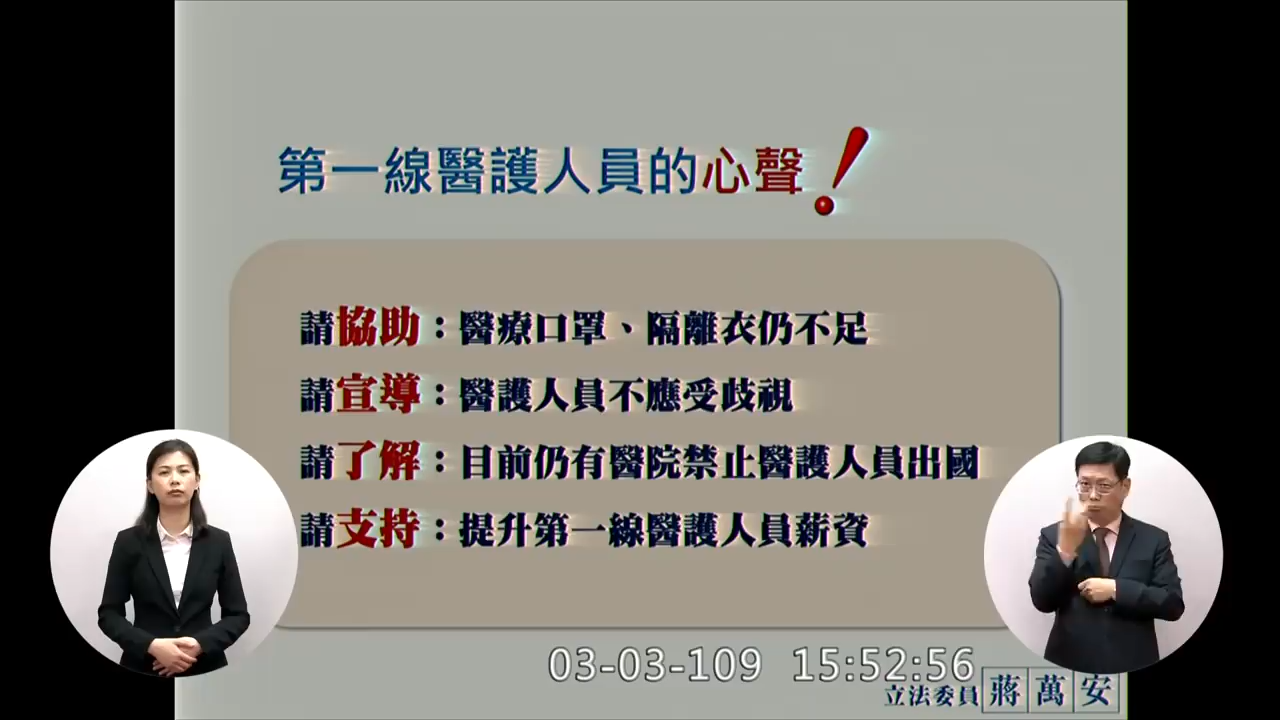 第一線醫護人員的心聲！
請協助：醫療口罩、隔離衣仍不足
請宣導：醫護人員不應受歧視
請了解：目前仍有醫院禁止醫護人員出國
請支持：提升第一線醫護人員薪資
03-03-109 15:52:56
立法委員 蔣萬安